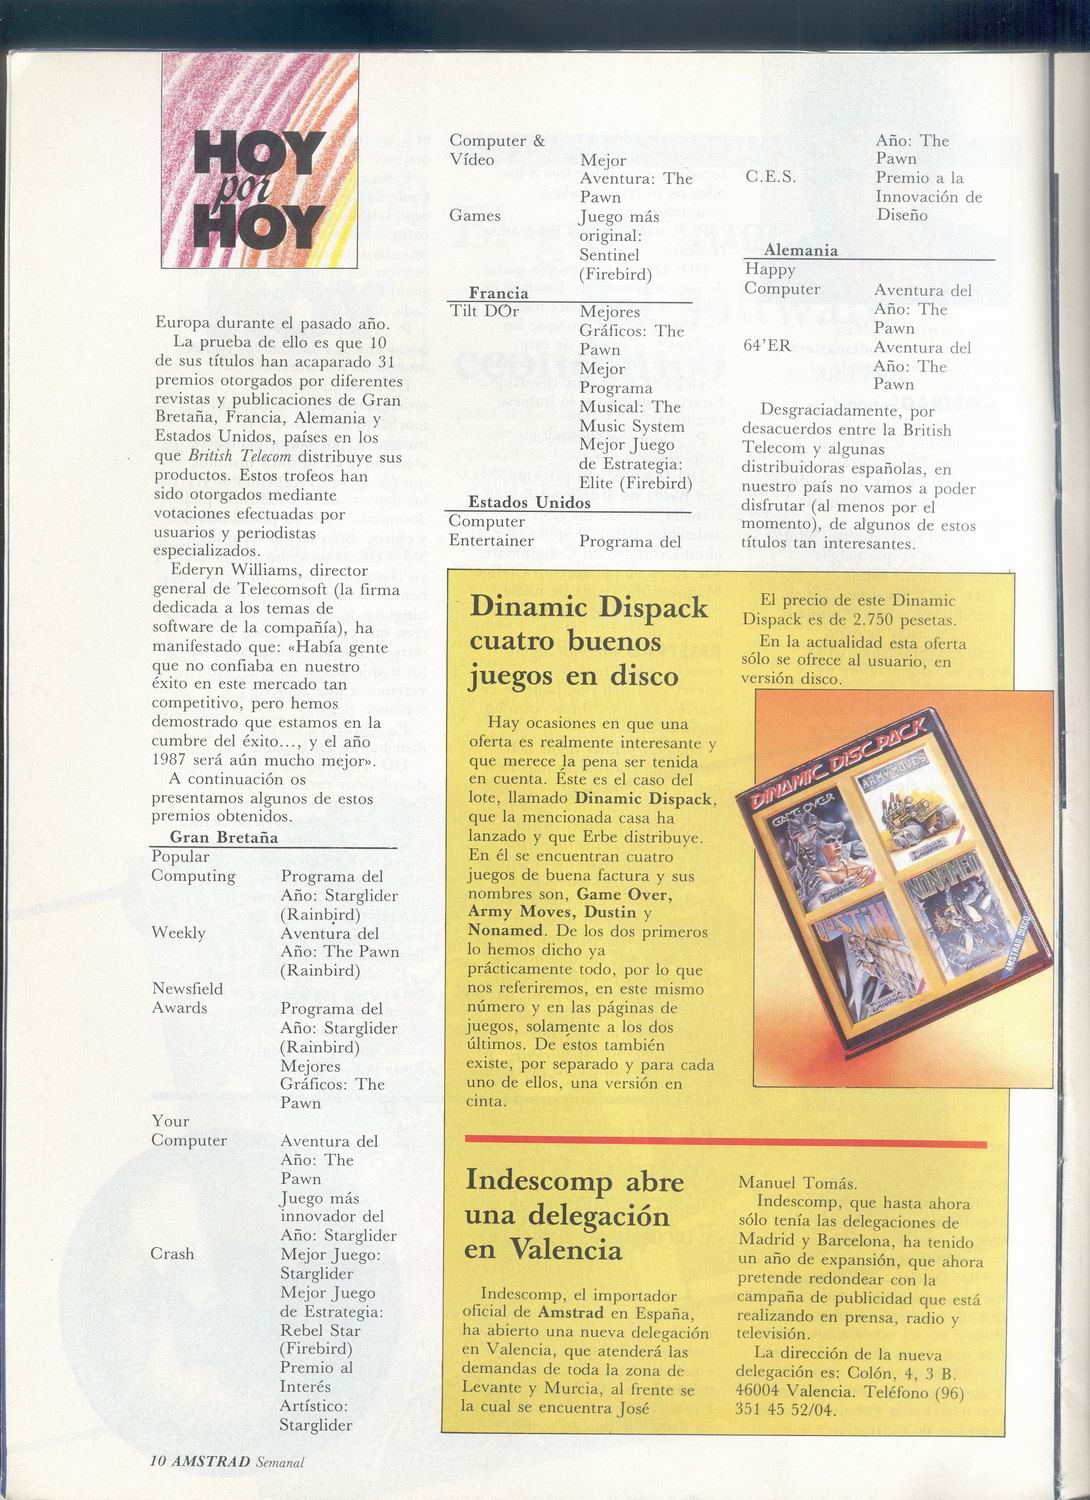 HOY
por
HOY
Europa durante el pasado año.
La prueba de ello es que 10
de sus títulos han acaparado 31
premios otorgados por diferentes
revistas y publicaciones de Gran
Bretaña, Francia, Alemania y
Estados Unidos, países en los
que British Telecom distribuye sus
productos. Estos trofeos han
sido otorgados mediante
votaciones efectuadas por
usuarios y periodistas
especializados.
Ederyn Williams, director
general de Telecomsoft (la firma
dedicada a los temas de
software de la compañía), ha
manifestado que: «Había gente
que no confiaba en nuestro
éxito en este mercado tan
competitivo, pero hemos
demostrado que estamos en la
cumbre del éxito..., y el año
1987 será aún mucho mejor».
A continuación os
presentamos algunos de estos
premios obtenidos.
Gran Bretaña
Popular
Computing Programa del
Año: Starglider
(Rainbird)
Weekly Aventura del
Año: The Pawn
(Rainbird)
Newsfield
Awards Programa del
Año: Starglider
(Rainbird)
Mejores
Gráficos: The
Pawn
Your
Computer Aventura del
Año: The
Pawn
Juego más
innovador del
Año: Starglider
Crash Mejor Juego:
Starglider
Mejor Juego
de Estrategia:
Rebel Star
(Firebird)
Premio al
Interés
Artístico:
Starglider
Computer &
Vídeo Mejor
Aventura: The
Pawn
Games Juego más
original:
Sentinel
(Firebird)
Francia
Tilt DOr Mejores
Gráficos: The
Pawn
Mejor
Programa
Musical: The
Music System
Mejor Juego
de Estrategia:
Elite (Firebird)
Estados Unidos
Computer
Entertainer Programa del
Año: The
Pawn
C.E.S. Premio a la
Innovación de
Diseño
Alemania
Happy
Computer Aventura del
Año: The
Pawn
64'ER Aventura del
Año: The
Pawn
Desgraciadamente, por
desacuerdos entre la British
Telecom y algunas
distribuidoras españolas, en
nuestro país no vamos a poder
disfrutar (al menos por el
momento), de algunos de estos
títulos tan interesantes.
Dinamic Dispack
cuatro buenos
juegos en disco
Hay ocasiones en que una
oferta es realmente interesante y
que merece la pena ser tenida
en cuenta. Éste es el caso del
lote, llamado Dinamic Dispack,
que la mencionada casa ha
lanzado y que Erbe distribuye.
En él se encuentran cuatro
juegos de buena factura y sus
nombres son, Game Over,
Army Moves, Dustin y
Nonamed. De los dos primeros
lo hemos dicho ya
prácticamente todo, por lo que
nos referiremos, en este mismo
número y en las páginas de
juegos, solamente a los dos
últimos. De éstos también
existe, por separado y para cada
uno de ellos, una versión en
cinta.
El precio de este Dinamic
Dispack es de 2.750 pesetas.
En la actualidad esta oferta
sólo se ofrece al usuario, en
versión disco.
DINAMIC DISC PACK
GAME OVER
ARMY MOVES
DUSTIN
NONAMED
AMSTRAD DISCO
Indescomp abre
una delegación
en Valencia
Indescomp, el importador
oficial de Amstrad en España,
ha abierto una nueva delegación
en Valencia, que atenderá las
demandas de toda la zona de
Levante y Murcia, al frente se
la cual se encuentra José
Manuel Tomás.
Indescomp, que hasta ahora
sólo tenía las delegaciones de
Madrid y Barcelona, ha tenido
un año de expansión, que ahora
pretende redondear con la
campaña de publicidad que está
realizando en prensa, radio y
televisión.
La dirección de la nueva
delegación es: Colón, 4, 3 B.
46004 Valencia. Teléfono (96)
351 45 52/04.
10 AMSTRAD Semanal